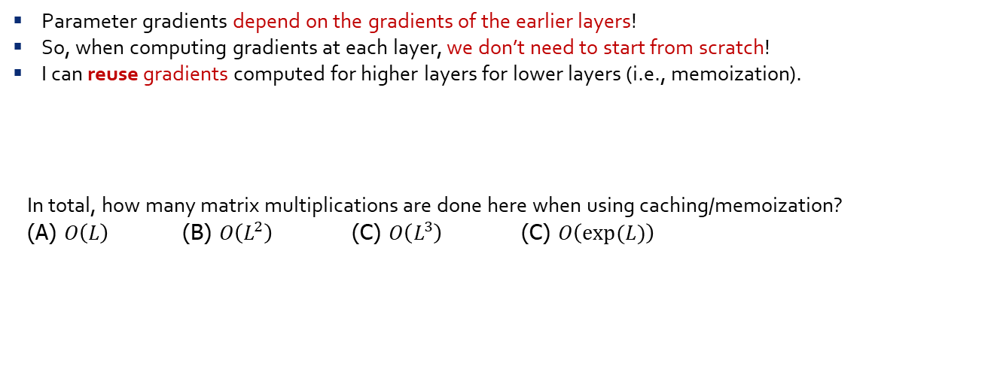 ▪ Parameter gradients depend on the gradients of the earlier layers!
▪ So, when computing gradients at each layer, we don’t need to start from scratch!
▪ I can reuse gradients computed for higher layers for lower layers (i.e., memoization).
In total, how many matrix multiplications are done here when using caching/memoization?
(A) O(L) (B) O(L²) (C) O(L³) (C) O(exp(L))